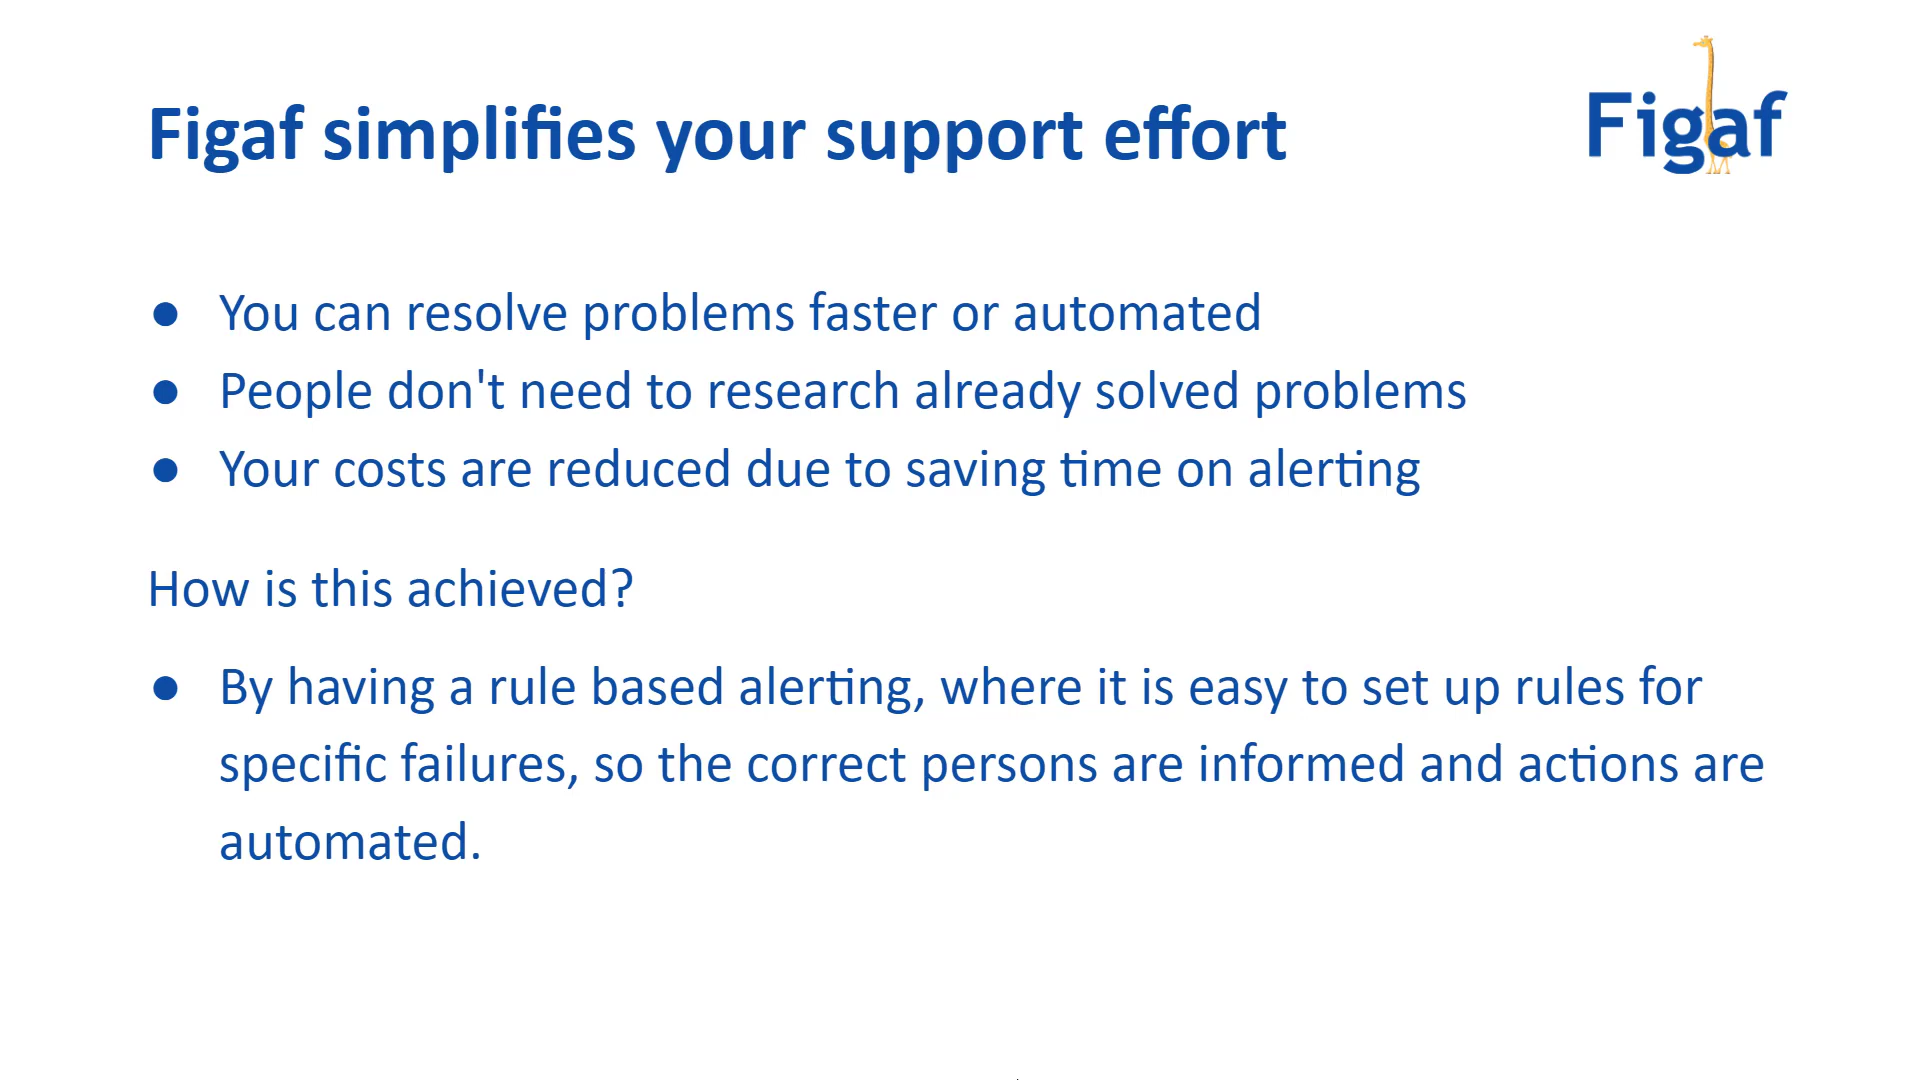 Figaf simplifies your support effort
Figaf
● You can resolve problems faster or automated
● People don't need to research already solved problems
● Your costs are reduced due to saving time on alerting
How is this achieved?
● By having a rule based alerting, where it is easy to set up rules for
specific failures, so the correct persons are informed and actions are
automated.